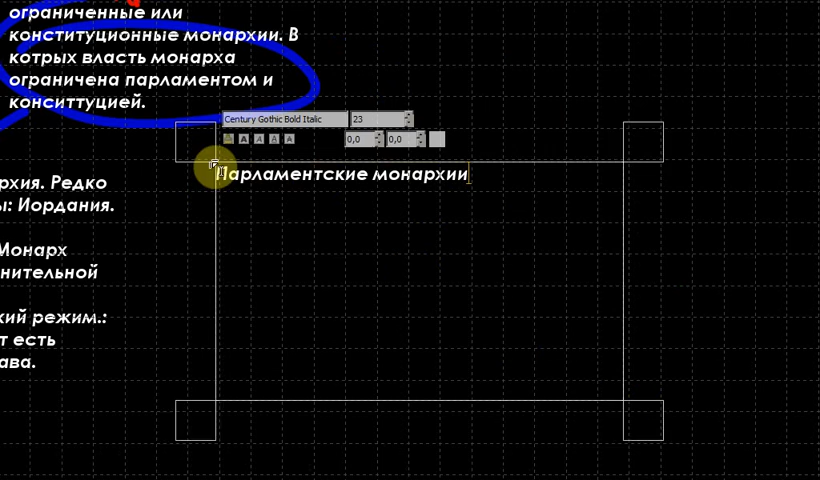 ограниченные или
конституционные монархии. В
котрых власть монарха
ограничена парламентом и
конситтуцией.
Century Gothic Bold Italic 23
0,0 0,0
Парламентские монархии
рхия. Редко
ы: Иордания.
Монарх
нительной
кий режим.:
т есть
ава.